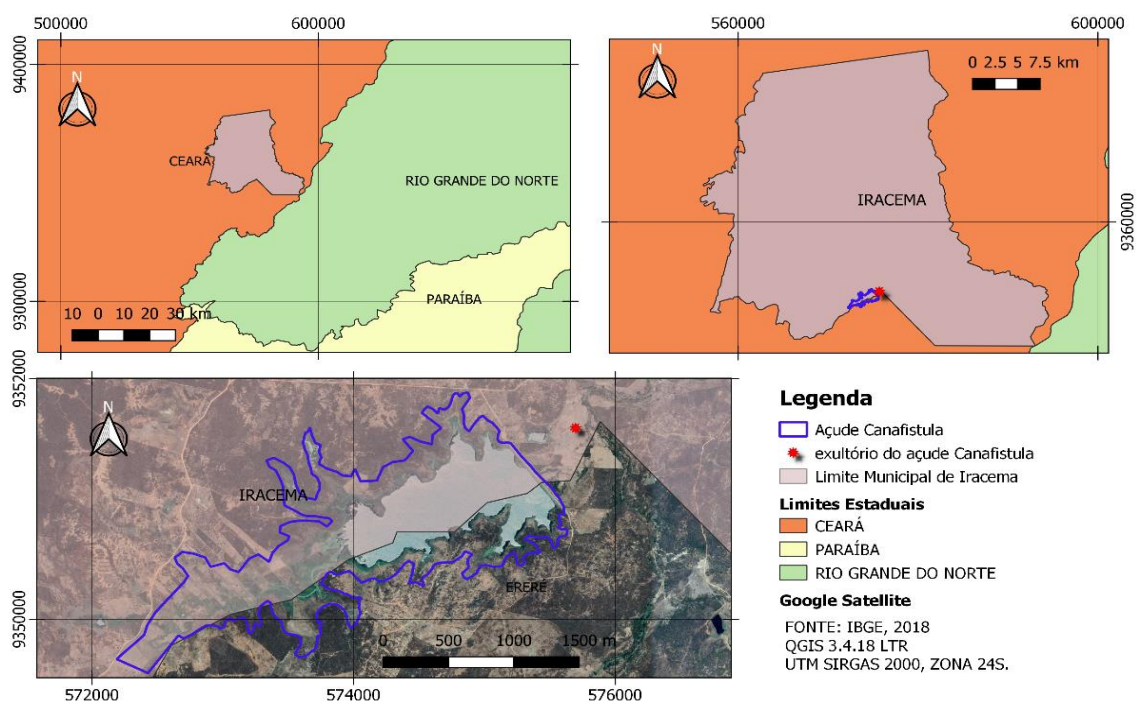 500000
600000
9400000
N
CEARÁ
RIO GRANDE DO NORTE
PARAÍBA
9300000
10 0 10 20 30 km
560000
600000
N
0 2.5 5 7.5 km
IRACEMA
9360000
9352000
N
IRACEMA
ERERE
9350000
0 500 1000 1500 m
572000
574000
576000
Legenda
Açude Canafistula
exultório do açude Canafistula
Limite Municipal de Iracema
Limites Estaduais
CEARÁ
PARAÍBA
RIO GRANDE DO NORTE
Google Satellite
FONTE: IBGE, 2018
QGIS 3.4.18 LTR
UTM SIRGAS 2000, ZONA 24S.